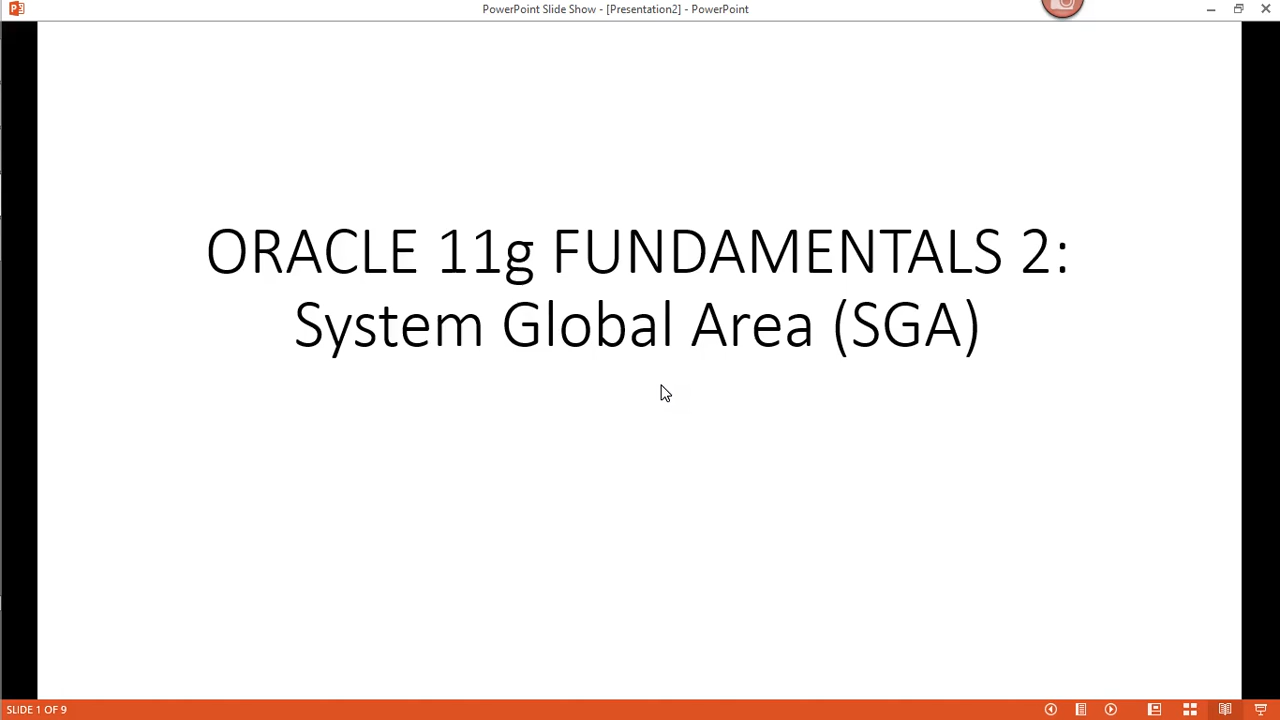 PowerPoint Slide Show - [Presentation2] - PowerPoint
ORACLE 11g FUNDAMENTALS 2:
System Global Area (SGA)
SLIDE 1 OF 9